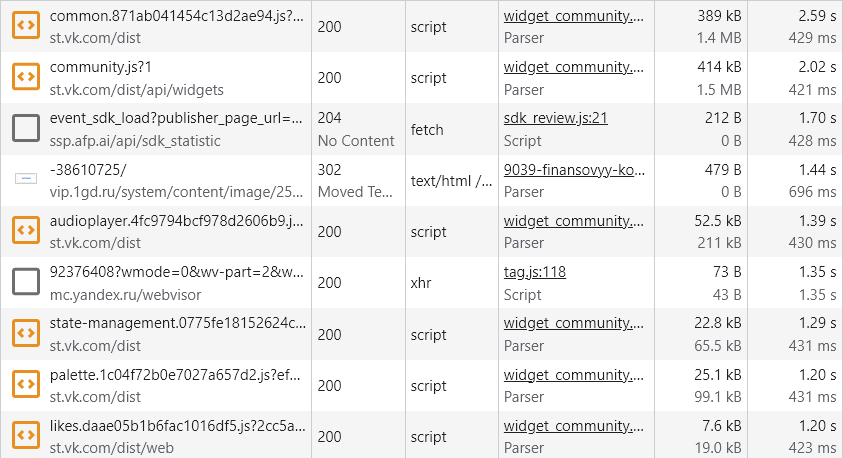 common.871ab041454c13d2ae94.js?... 200 script widget_community.... 389 kB 2.59 s
st.vk.com/dist Parser 1.4 MB 429 ms
community.js?1 200 script widget_community.... 414 kB 2.02 s
st.vk.com/dist/api/widgets Parser 1.5 MB 421 ms
event_sdk_load?publisher_page_url=... 204 fetch sdk_review.js:21 212 B 1.70 s
ssp.afp.ai/api/sdk_statistic No Content Script 0 B 428 ms
-38610725/ 302 text/html /... 9039-finansovyy-ko... 479 B 1.44 s
vip.1gd.ru/system/content/image/25... Moved Te... Parser 0 B 696 ms
audioplayer.4fc9794bcf978d2606b9.j... 200 script widget_community.... 52.5 kB 1.39 s
st.vk.com/dist Parser 211 kB 430 ms
92376408?wmode=0&wv-part=2&w... 200 xhr tag.js:118 73 B 1.35 s
mc.yandex.ru/webvisor Script 43 B 1.35 s
state-management.0775fe18152624c... 200 script widget_community.... 22.8 kB 1.29 s
st.vk.com/dist Parser 65.5 kB 431 ms
palette.1c04f72b0e7027a657d2.js?ef... 200 script widget_community.... 25.1 kB 1.20 s
st.vk.com/dist Parser 99.1 kB 431 ms
likes.daae05b1b6fac1016df5.js?2cc5a... 200 script widget_community.... 7.6 kB 1.20 s
st.vk.com/dist/web Parser 19.0 kB 423 ms